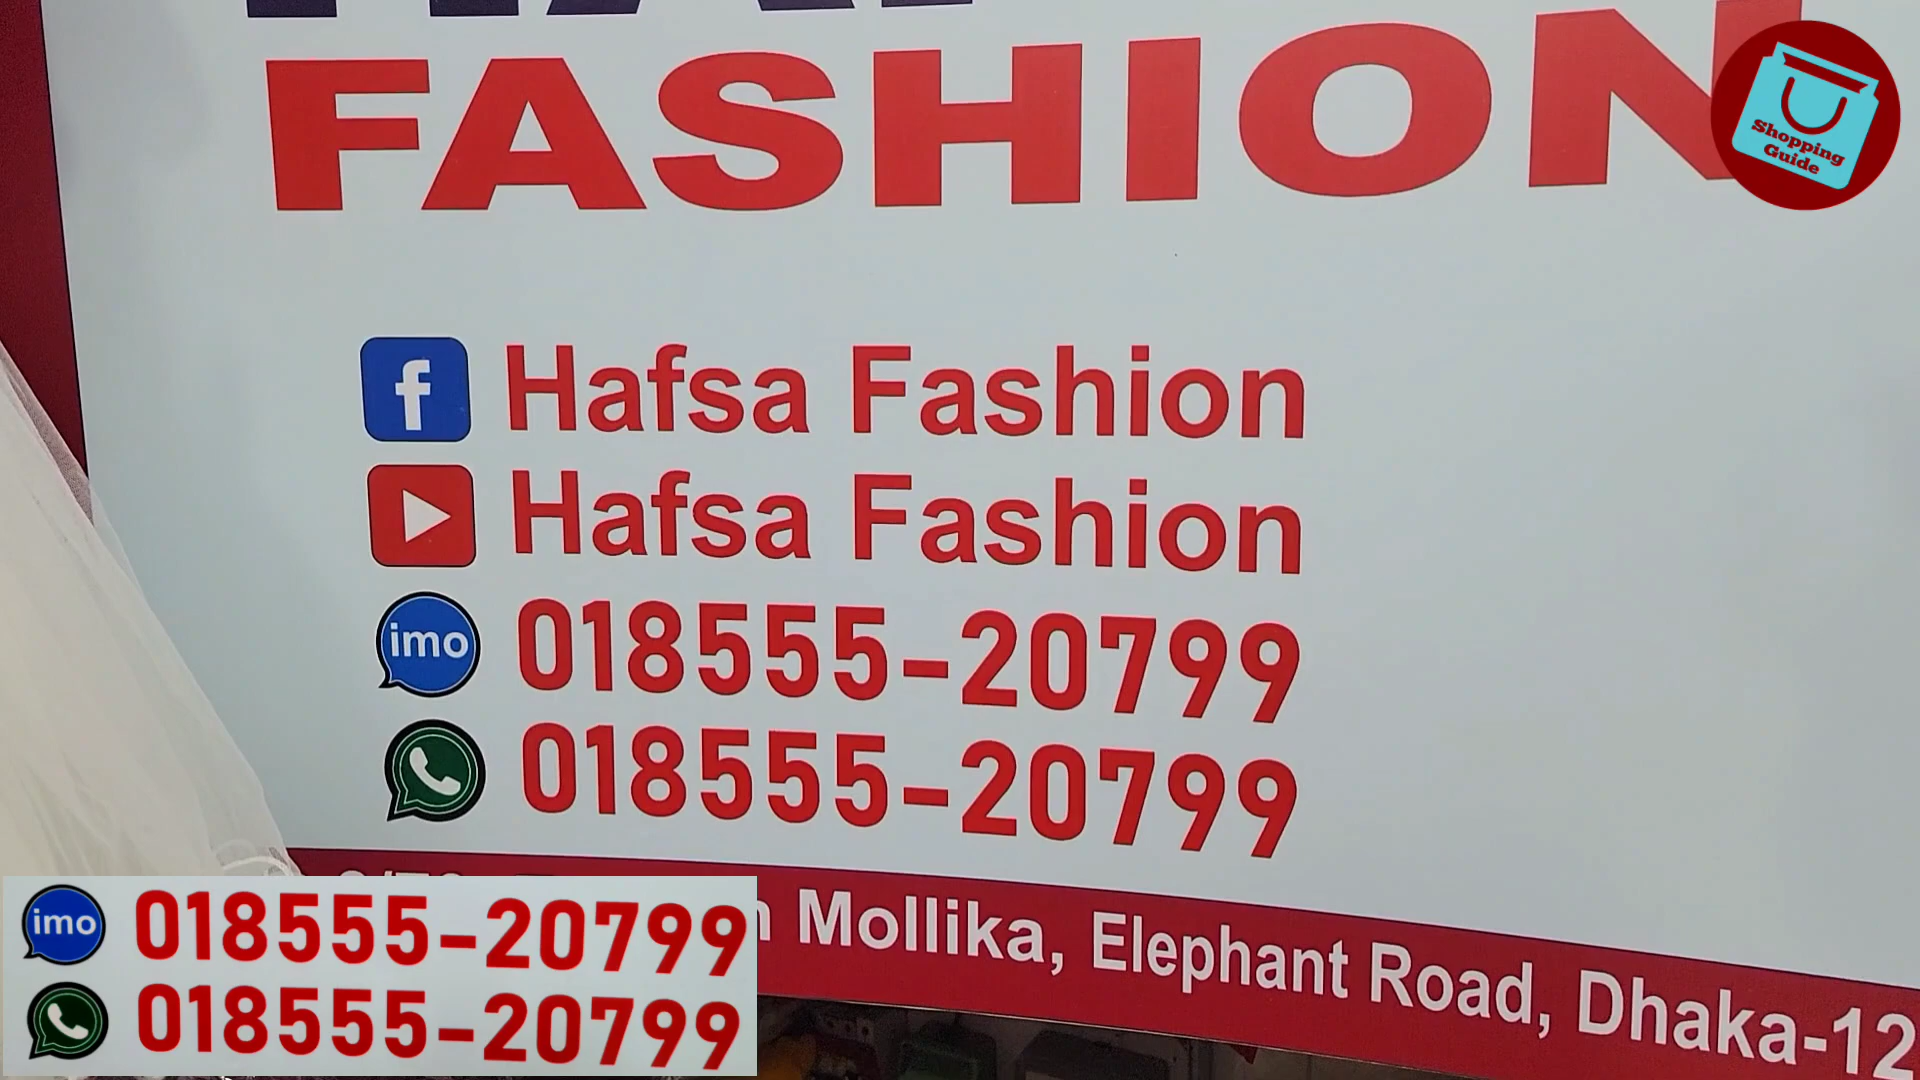 FASHION
Shopping
Guide
f Hafsa Fashion
Hafsa Fashion
imo 018555-20799
018555-20799
Mollika, Elephant Road, Dhaka-12
imo 018555-20799
018555-20799